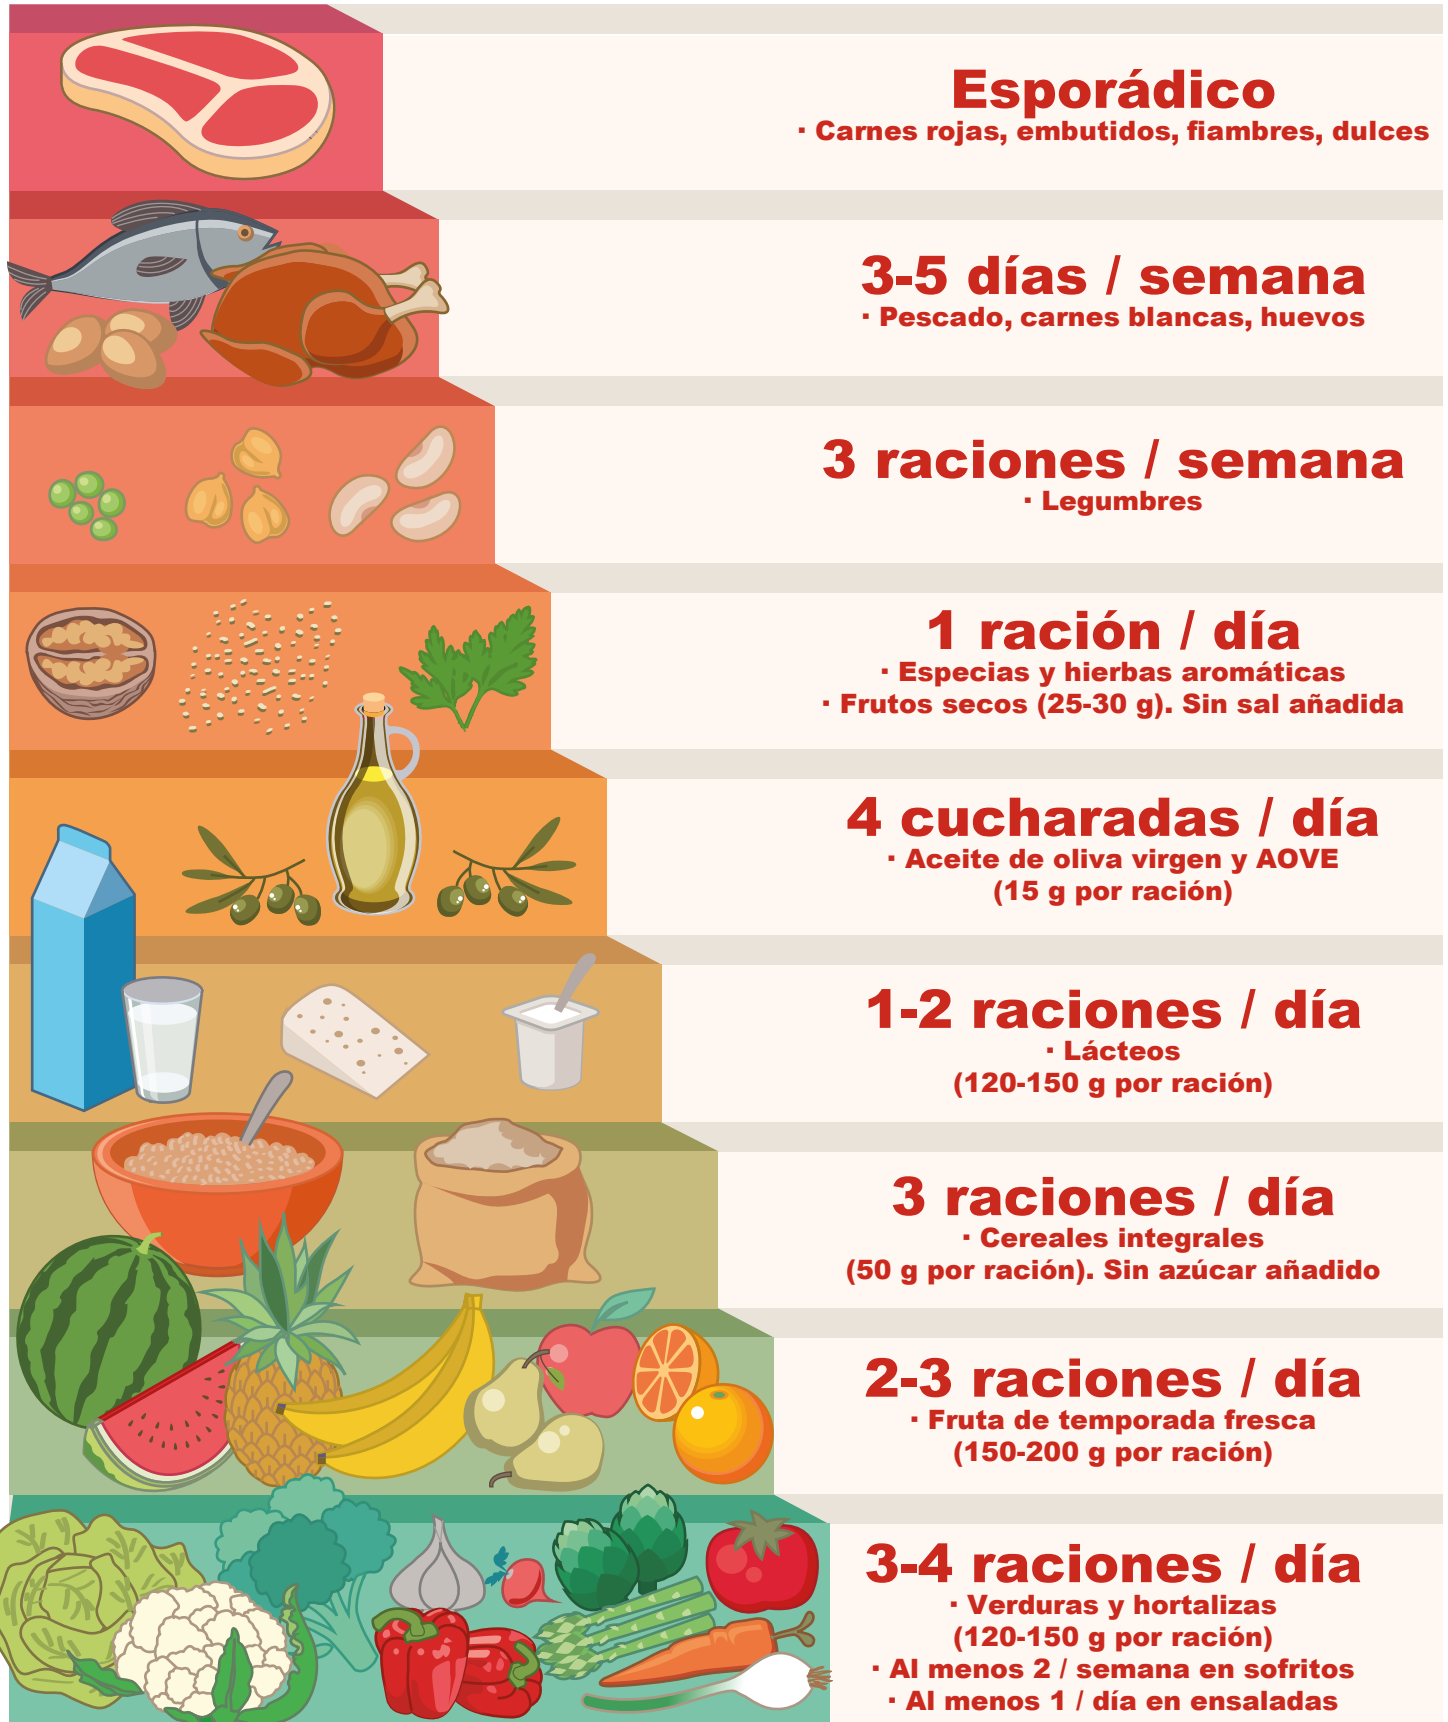 Esporádico
· Carnes rojas, embutidos, fiambres, dulces
3-5 días / semana
· Pescado, carnes blancas, huevos
3 raciones / semana
· Legumbres
1 ración / día
· Especias y hierbas aromáticas
· Frutos secos (25-30 g). Sin sal añadida
4 cucharadas / día
· Aceite de oliva virgen y AOVE
(15 g por ración)
1-2 raciones / día
· Lácteos
(120-150 g por ración)
3 raciones / día
· Cereales integrales
(50 g por ración). Sin azúcar añadido
2-3 raciones / día
· Fruta de temporada fresca
(150-200 g por ración)
3-4 raciones / día
· Verduras y hortalizas
(120-150 g por ración)
· Al menos 2 / semana en sofritos
· Al menos 1 / día en ensaladas